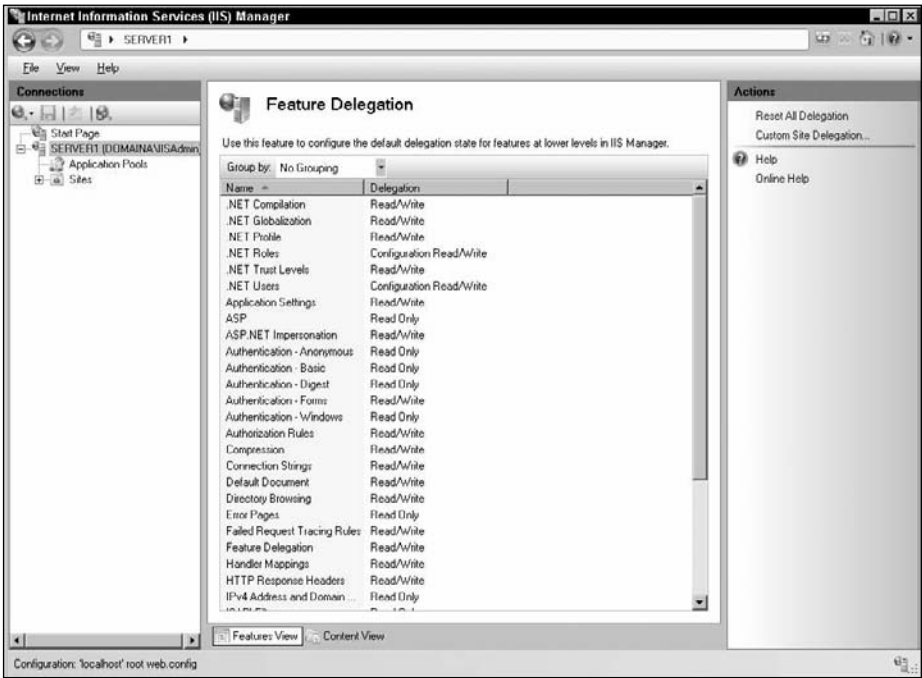 Internet Information Services (IIS) Manager
SERVER1
File View Help
Connections
Start Page
SERVER1 (DOMAINA\IISAdmin
Application Pools
Sites
Feature Delegation
Use this feature to configure the default delegation state for features at lower levels in IIS Manager.
Group by: No Grouping
Name Delegation
.NET Compilation Read/Write
.NET Globalization Read/Write
.NET Profile Read/Write
.NET Roles Configuration Read/Write
.NET Trust Levels Read/Write
.NET Users Configuration Read/Write
Application Settings Read/Write
ASP Read Only
ASP.NET Impersonation Read/Write
Authentication - Anonymous Read Only
Authentication - Basic Read Only
Authentication - Digest Read Only
Authentication - Forms Read/Write
Authentication - Windows Read Only
Authorization Rules Read/Write
Compression Read/Write
Connection Strings Read/Write
Default Document Read/Write
Directory Browsing Read/Write
Error Pages Read Only
Failed Request Tracing Rules Read/Write
Feature Delegation Read/Write
Handler Mappings Read/Write
HTTP Response Headers Read/Write
IPv4 Address and Domain ... Read Only
Features View Content View
Actions
Reset All Delegation
Custom Site Delegation...
Help
Online Help
Configuration: 'localhost' root web.config